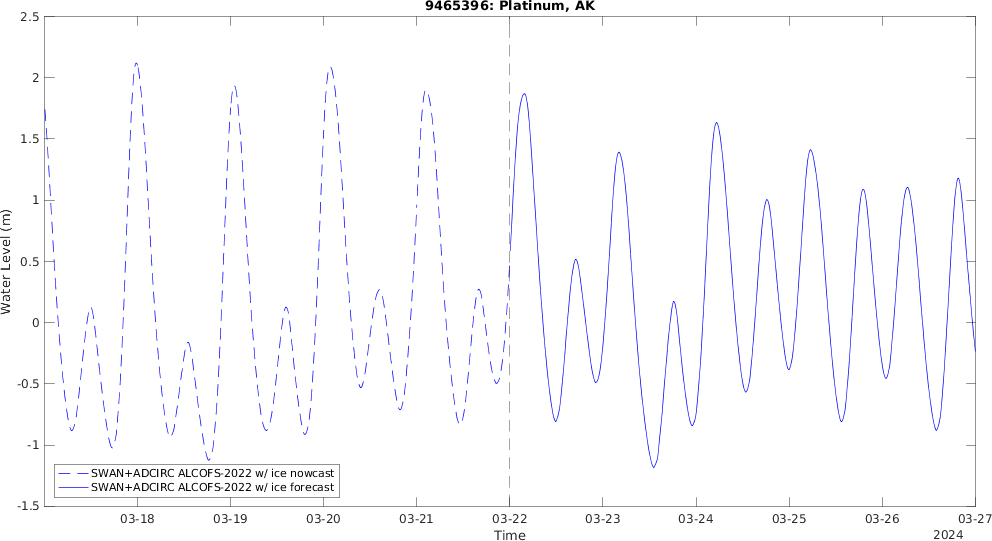 9465396: Platinum, AK
2.5
2
1.5
1
0.5
0
-0.5
-1
-1.5
Water Level (m)
SWAN+ADCIRC ALCOFS-2022 w/ ice nowcast
SWAN+ADCIRC ALCOFS-2022 w/ ice forecast
03-18 03-19 03-20 03-21 03-22 03-23 03-24 03-25 03-26 03-27
Time
2024